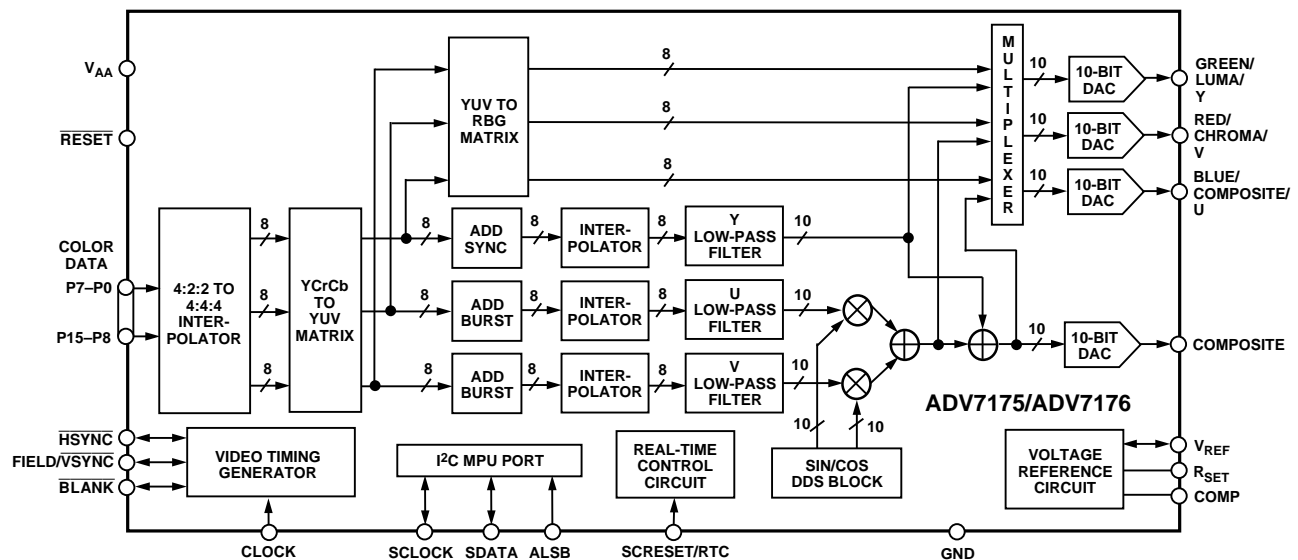 V AA
RESET
COLOR
DATA
P7–P0
P15–P8
HSYNC
FIELD/VSYNC
BLANK
4:2:2 TO
4:4:4
INTER-
POLATOR
8
8
8
YCrCb
TO
YUV
MATRIX
YUV TO
RBG
MATRIX
8
8
8
8
ADD
SYNC
8
INTER-
POLATOR
8
Y
LOW-PASS
FILTER
10
8
ADD
BURST
8
INTER-
POLATOR
8
U
LOW-PASS
FILTER
10
8
ADD
BURST
8
INTER-
POLATOR
8
V
LOW-PASS
FILTER
10
MULTIPLEXER
10
10-BIT
DAC
GREEN/
LUMA/
Y
10
10-BIT
DAC
RED/
CHROMA/
V
10
10-BIT
DAC
BLUE/
COMPOSITE/
U
10
10-BIT
DAC
COMPOSITE
ADV7175/ADV7176
10
10
SIN/COS
DDS BLOCK
VIDEO TIMING
GENERATOR
I2C MPU PORT
REAL-TIME
CONTROL
CIRCUIT
VOLTAGE
REFERENCE
CIRCUIT
VREF
RSET
COMP
CLOCK
SCLOCK
SDATA
ALSB
SCRESET/RTC
GND